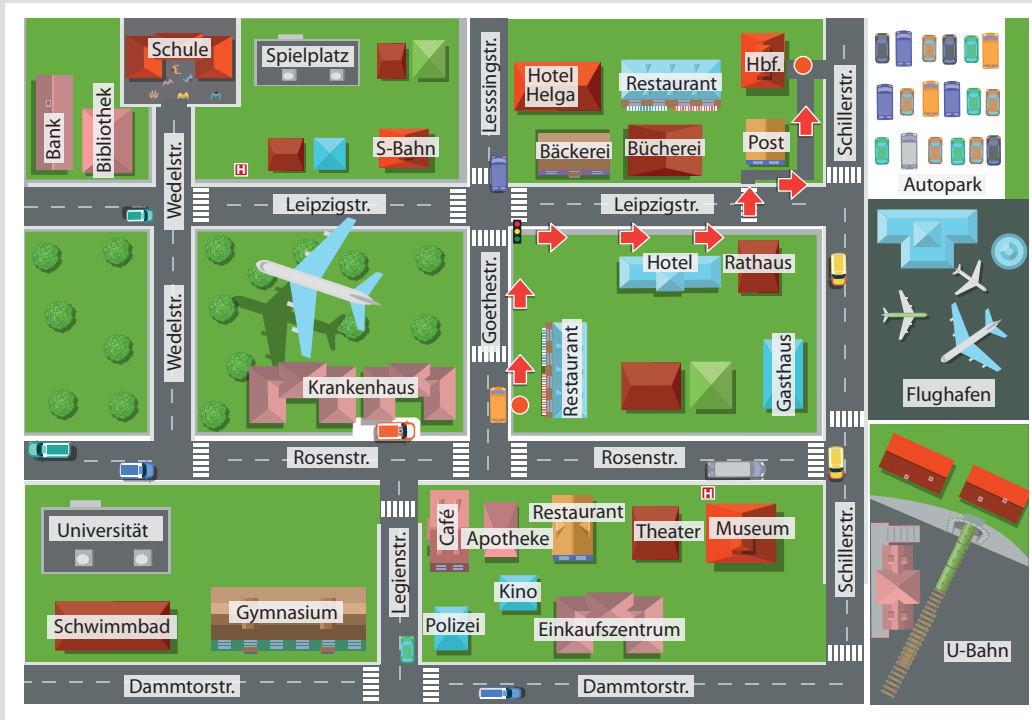 Schule
Spielplatz
Bank
Bibliothek
S-Bahn
H
Wedelstr.
Leipzigstr.
Lesssingstr.
Hotel
Helga
Restaurant
Hbf.
Bäckerei
Bücherei
Post
Schillerstr.
Leipzigstr.
Autopark
Wedelstr.
Krankenhaus
Goethestr.
Hotel
Rathaus
Restaurant
Gasthaus
Flughafen
Rosenstr.
Rosenstr.
H
Universität
Schwimmbad
Gymnasium
Legienstr.
Café
Apotheke
Restaurant
Theater
Museum
Kino
Polizei
Einkaufszentrum
Schillerstr.
U-Bahn
Dammtorstr.
Dammtorstr.